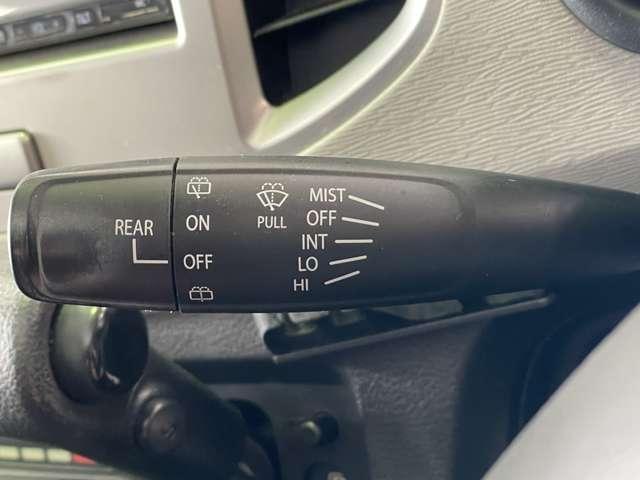 REAR
ON
OFF
PULL
MIST
OFF
INT
LO
HI